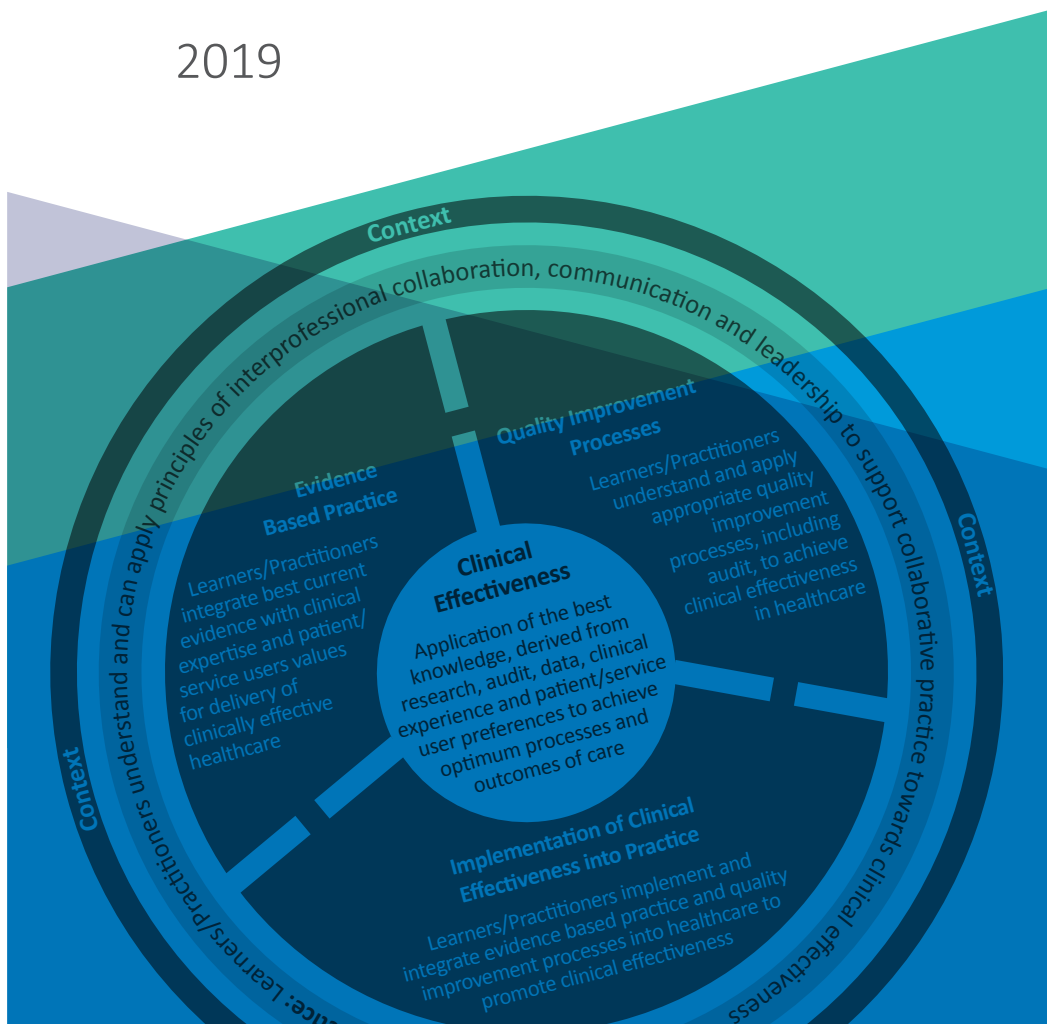 2019
Context
Learners/Practitioners understand and can apply principles of interprofessional collaboration, communication and leadership to support collaborative practice towards clinical effectiveness
Quality Improvement
Processes
Learners/Practitioners
understand and apply
appropriate quality
improvement
processes, including
audit, to achieve
clinical effectiveness
in healthcare
Evidence
Based Practice
Learners/Practitioners
integrate best current
evidence with clinical
expertise and patient/
service users values
for delivery of
clinically effective
healthcare
Clinical
Effectiveness
Application of the best
knowledge, derived from
research, audit, data, clinical
experience and patient/service
user preferences to achieve
optimum processes and
outcomes of care
Context
Context
Implementation of Clinical
Effectiveness into Practice
Learners/Practitioners implement and
integrate evidence based practice and quality
improvement processes into healthcare to
promote clinical effectiveness